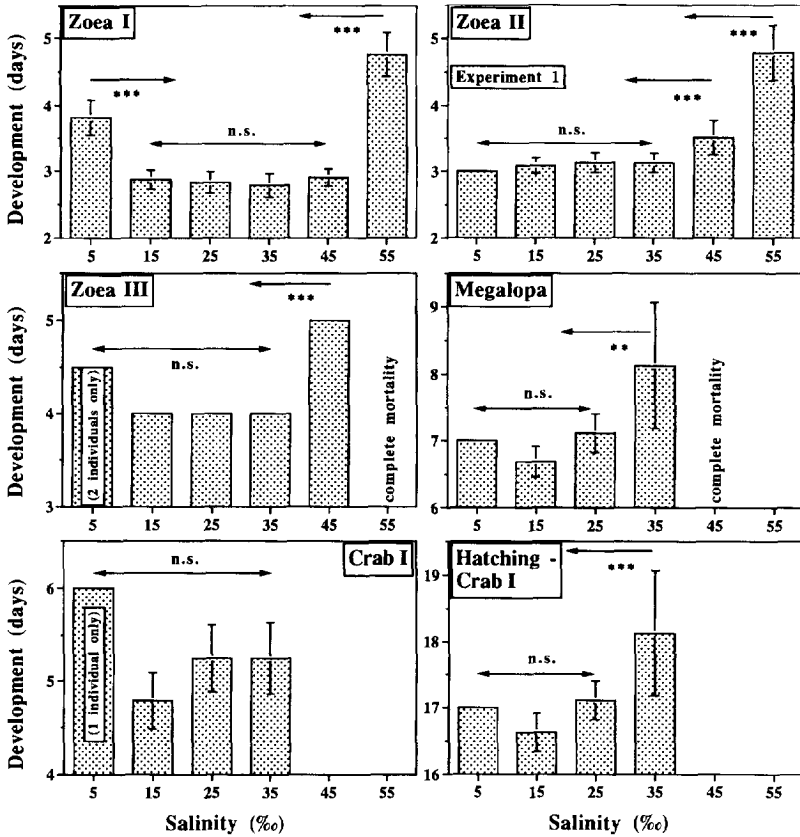 Zoea I
***
***
n.s.
Development (days)
5
4
3
2
5 15 25 35 45 55
Zoea II
***
Experiment 1
***
n.s.
5
4
3
2
5 15 25 35 45 55
Zoea III
***
n.s.
(2 individuals only)
complete mortality
Development (days)
5
4
3
5 15 25 35 45 55
Megalopa
**
n.s.
complete mortality
9
8
7
6
5 15 25 35 45 55
Crab I
n.s.
(1 individual only)
Development (days)
6
5
4
5 15 25 35 45 55
Salinity (‰)
Hatching -
Crab I
***
n.s.
19
18
17
16
5 15 25 35 45 55
Salinity (‰)